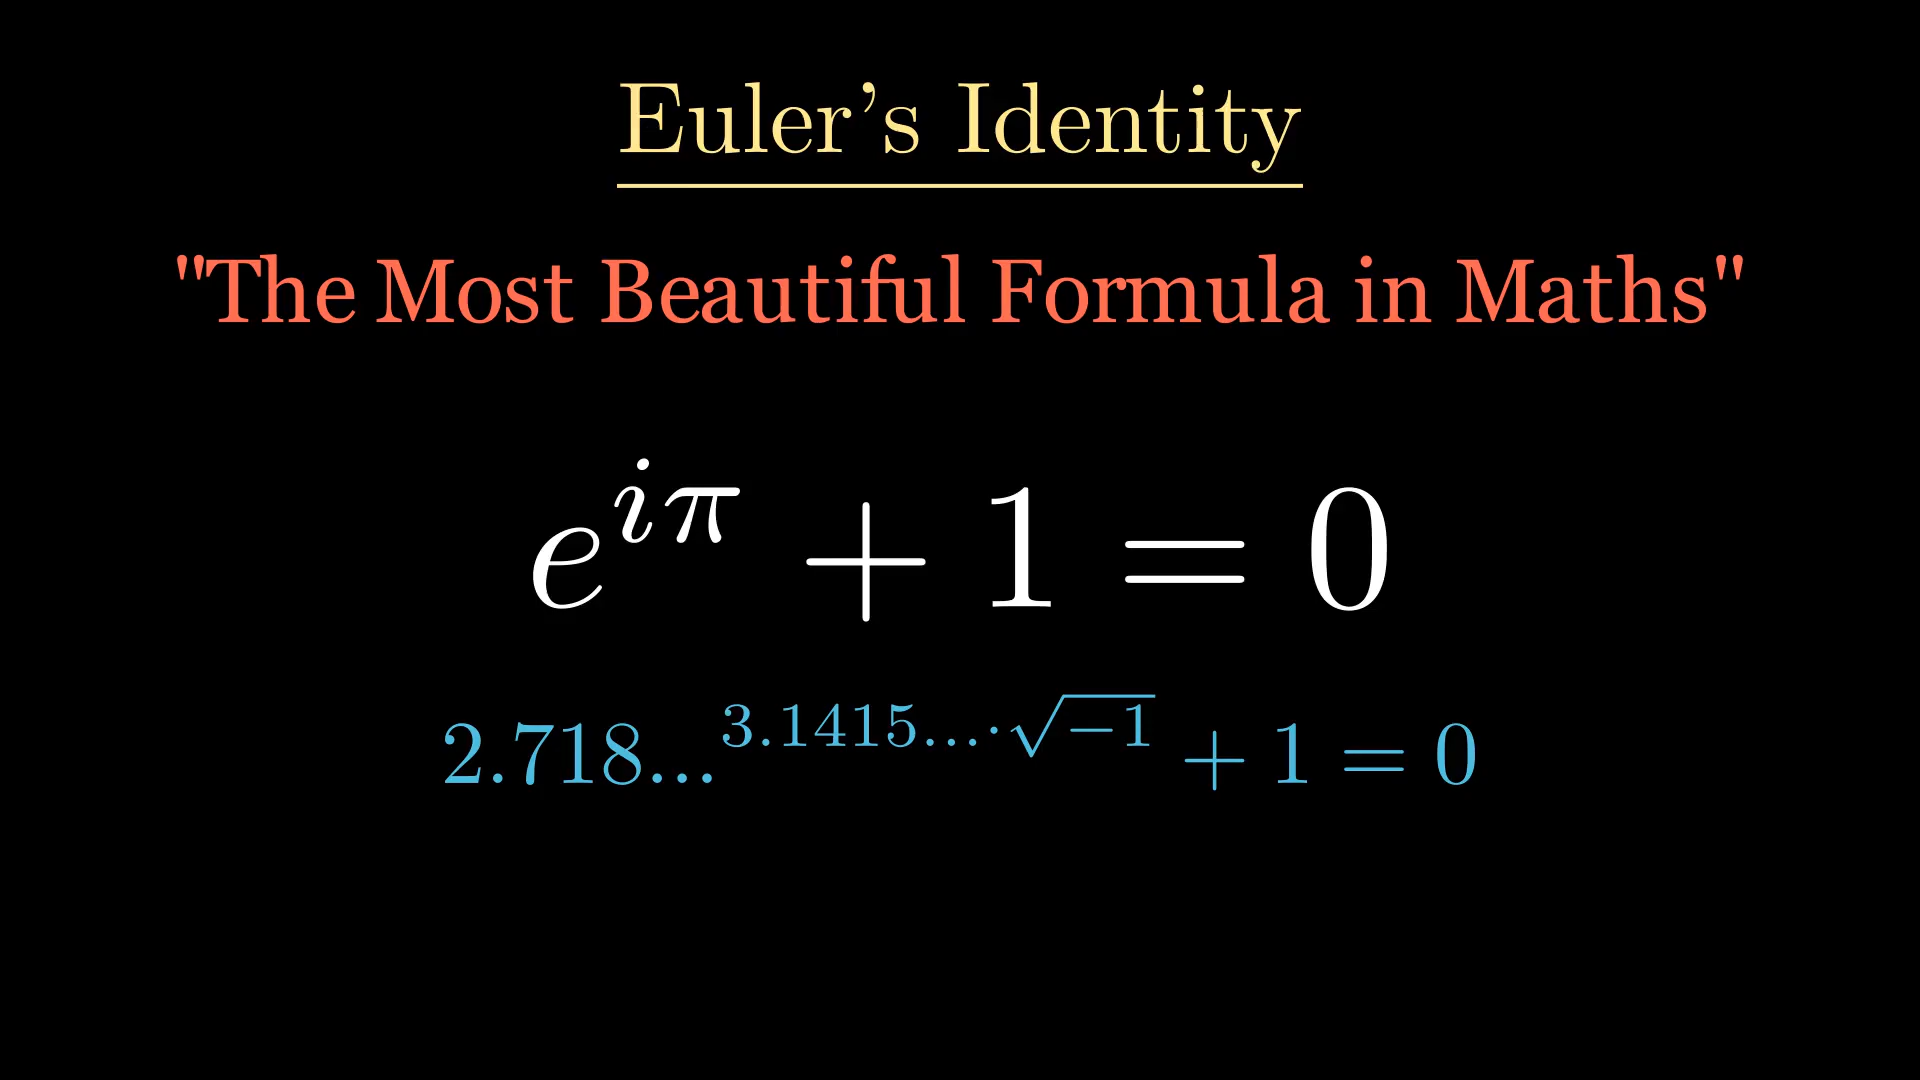 Euler’s Identity
"The Most Beautiful Formula in Maths"
e^{iπ} + 1 = 0
2.718...^{3.1415...·√{−1}} + 1 = 0